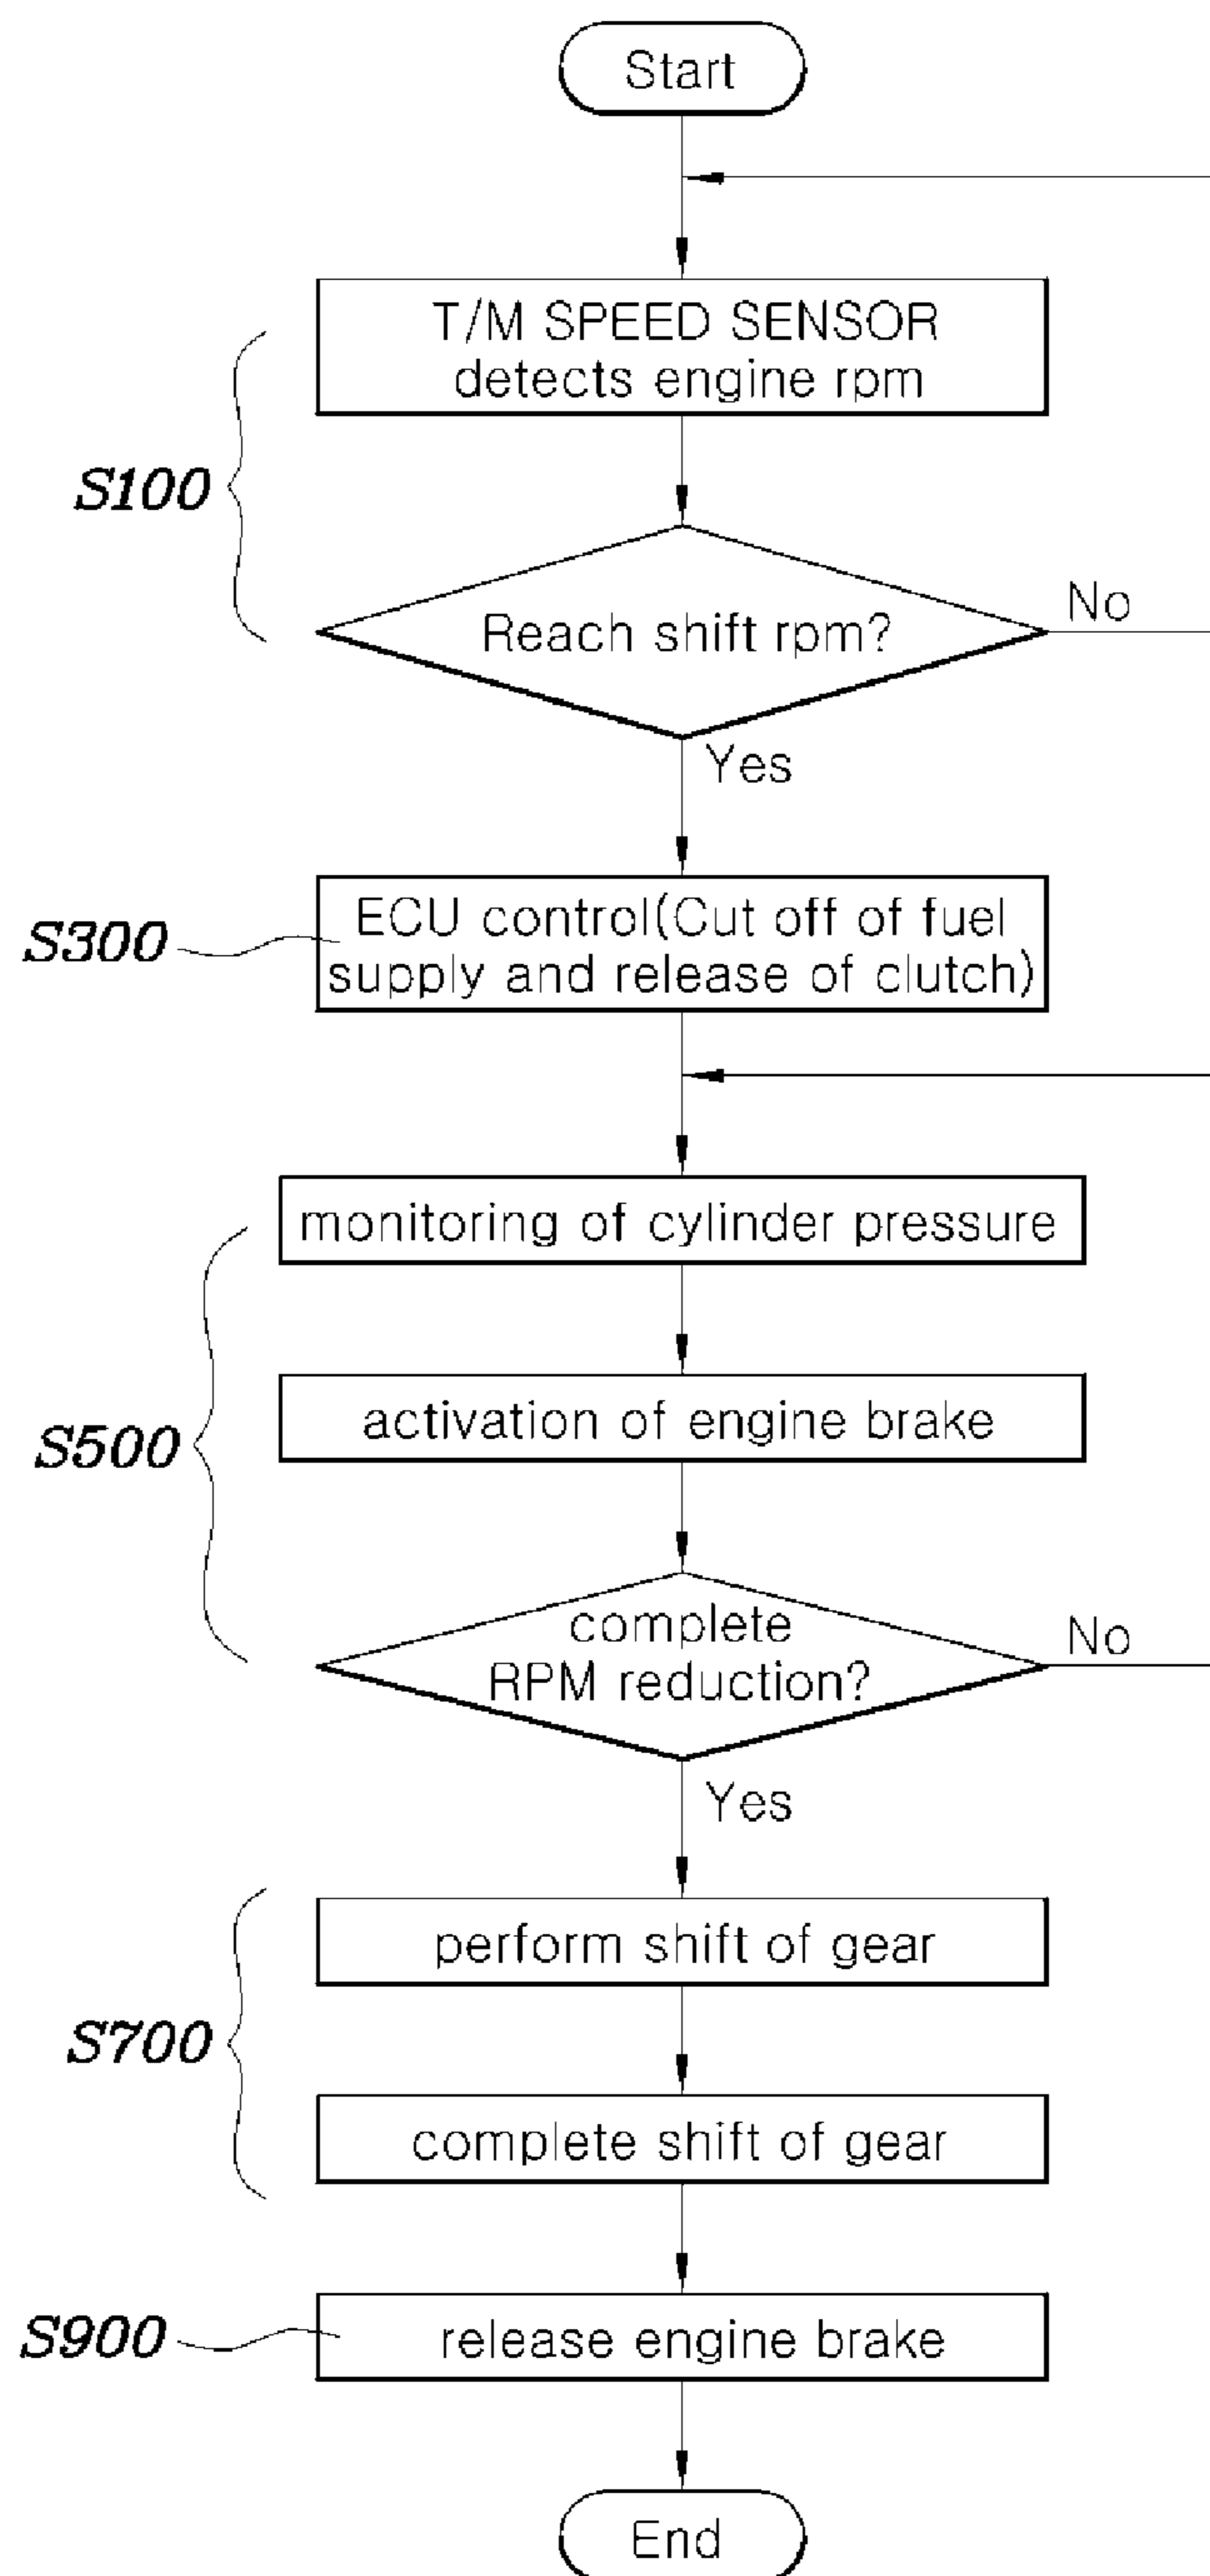 Start
T/M SPEED SENSOR
detects engine rpm
S100
Reach shift rpm?
No
Yes
S300
ECU control(Cut off of fuel
supply and release of clutch)
monitoring of cylinder pressure
activation of engine brake
S500
complete
RPM reduction?
No
Yes
perform shift of gear
S700
complete shift of gear
S900
release engine brake
End